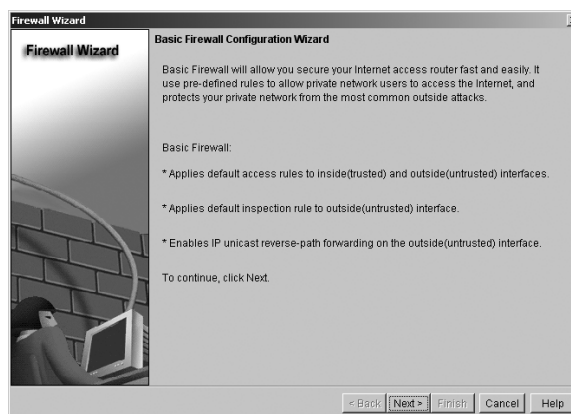 Firewall Wizard
Firewall Wizard
Basic Firewall Configuration Wizard
Basic Firewall will allow you secure your Internet access router fast and easily. It
use pre-defined rules to allow private network users to access the Internet, and
protects your private network from the most common outside attacks.
Basic Firewall:
* Applies default access rules to inside(trusted) and outside(untrusted) interfaces.
* Applies default inspection rule to outside(untrusted) interface.
* Enables IP unicast reverse-path forwarding on the outside(untrusted) interface.
To continue, click Next.
< Back Next > Finish Cancel Help